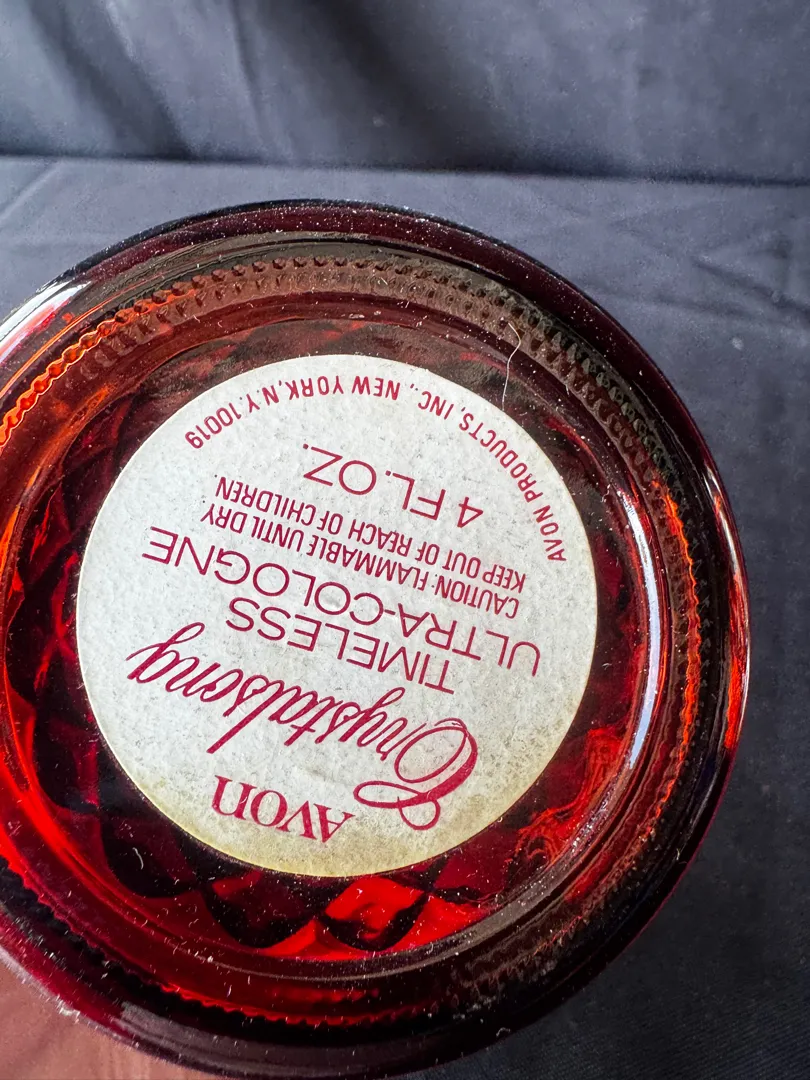 AVON
Crystalsong
TIMELESS
ULTRA-COLOGNE
CAUTION: FLAMMABLE UNTIL DRY
KEEP OUT OF REACH OF CHILDREN.
4 FL. OZ.
AVON PRODUCTS, INC., NEW YORK, N.Y. 10019